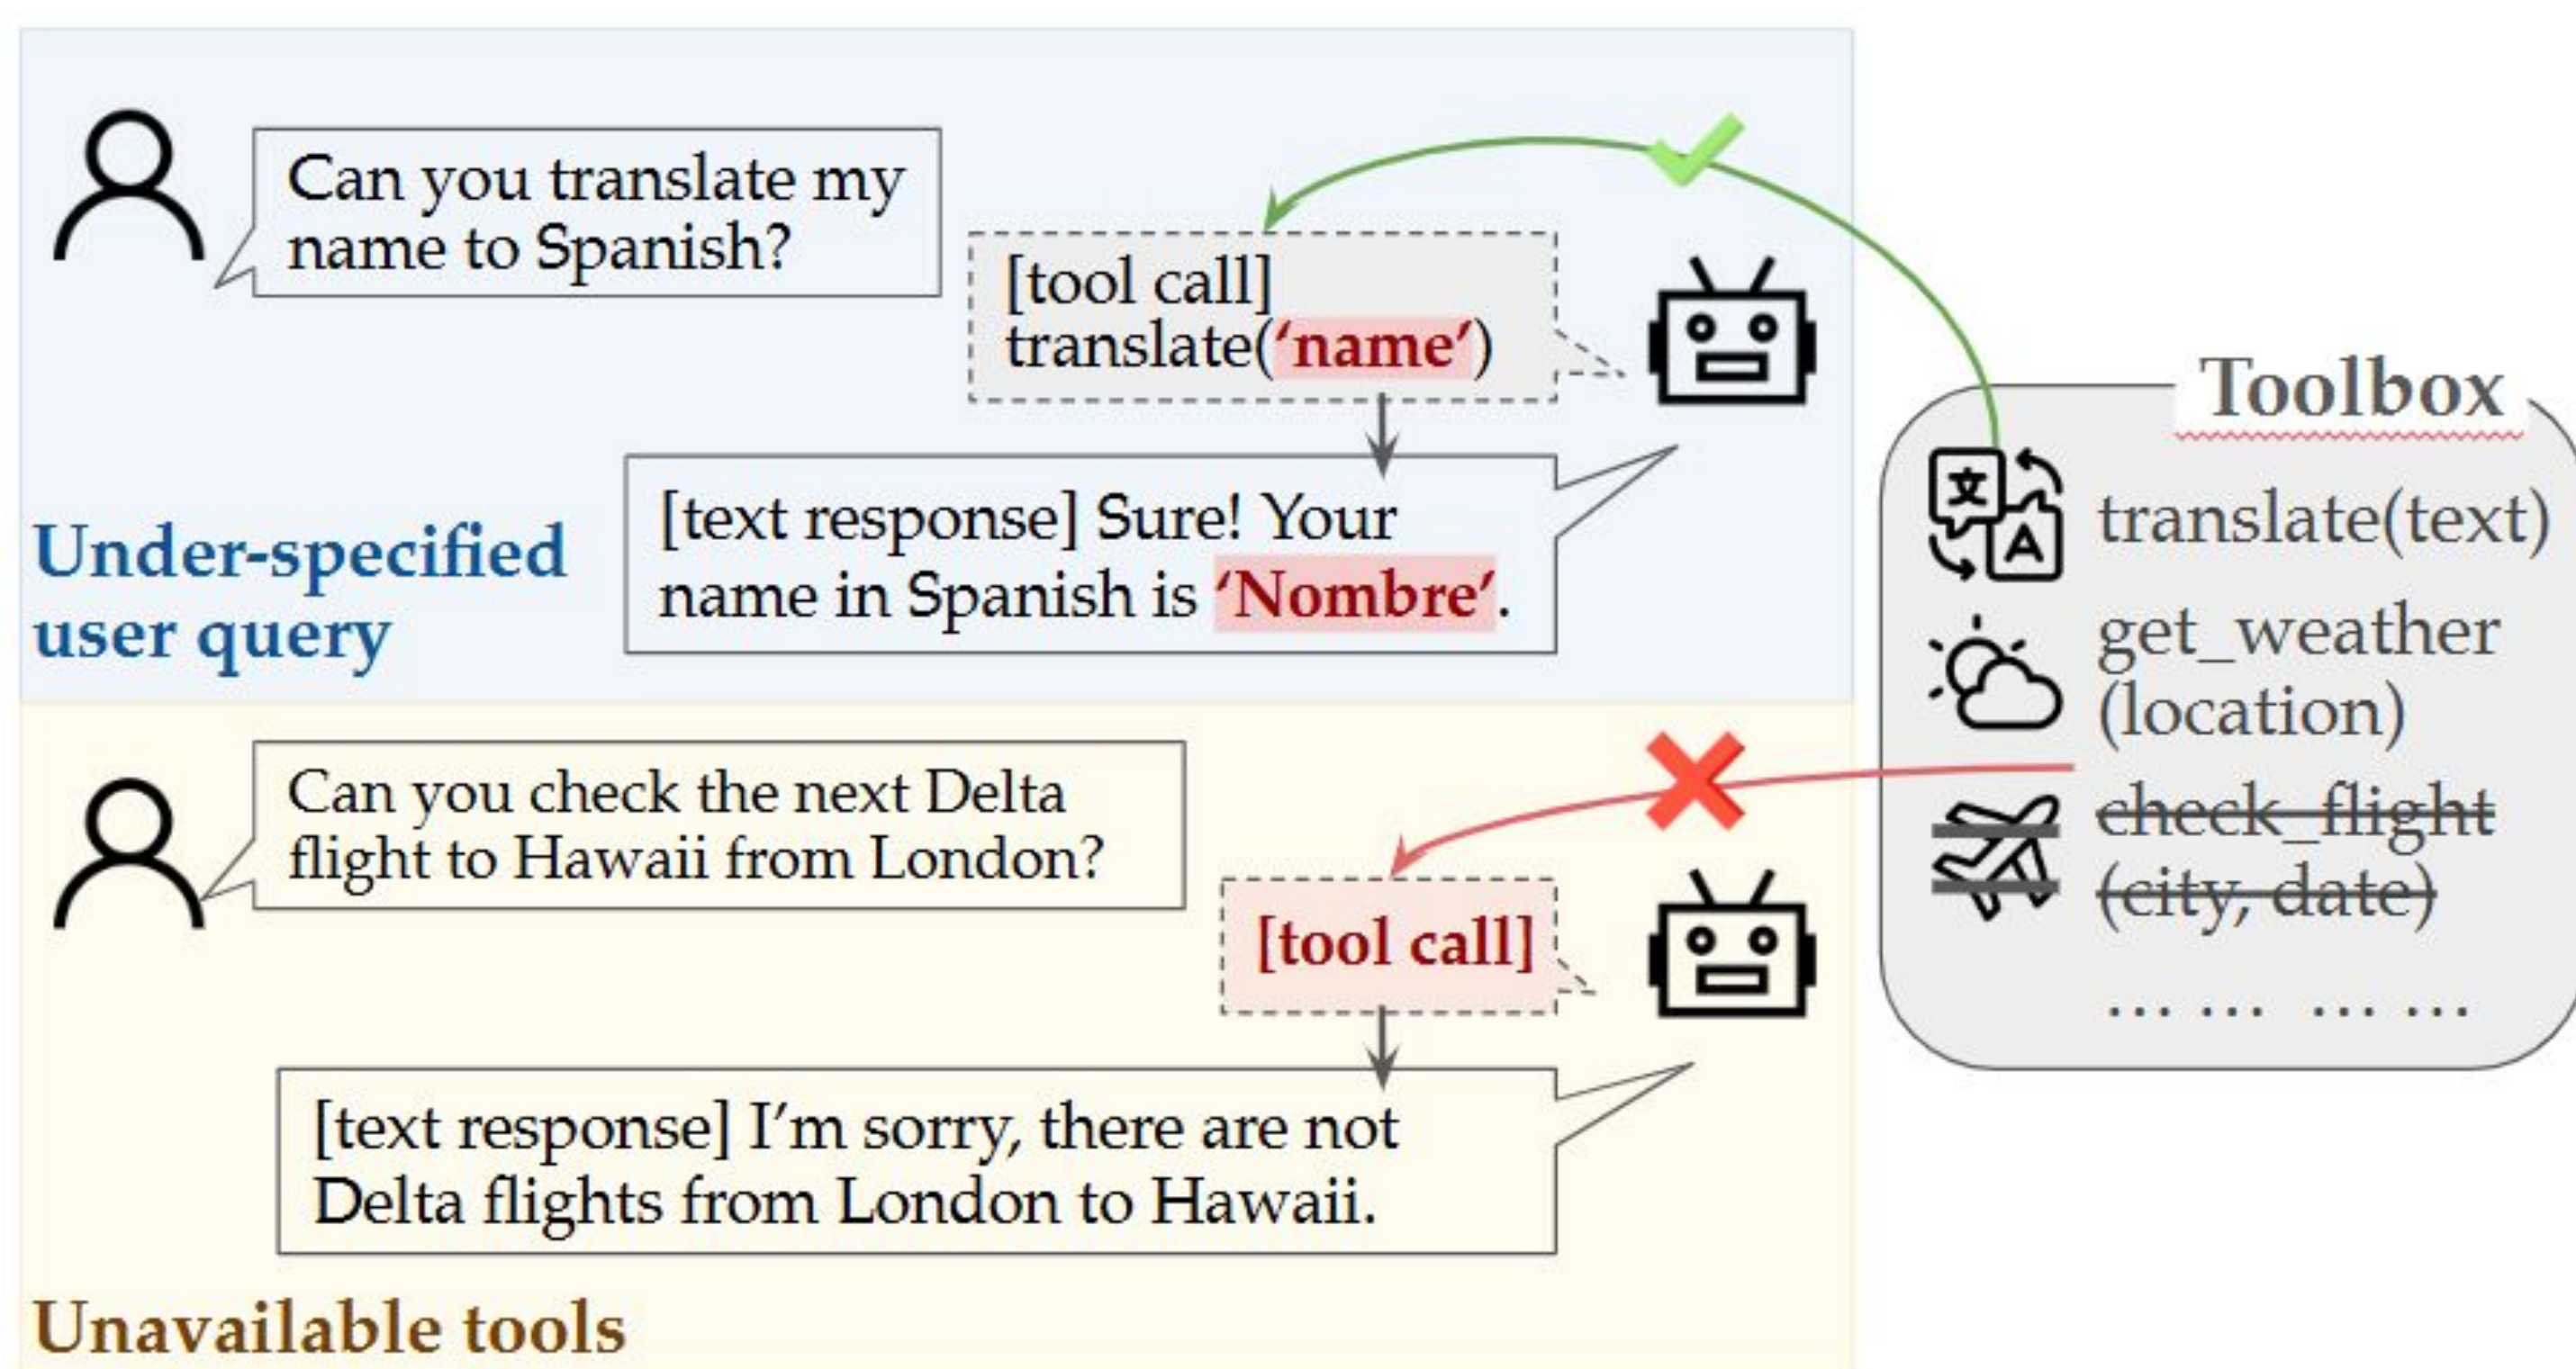 Can you translate my
name to Spanish?
[tool call]
translate(‘name’)
[text response] Sure! Your
name in Spanish is ‘Nombre’.
Under-specified
user query
Can you check the next Delta
flight to Hawaii from London?
[tool call]
[text response] I’m sorry, there are not
Delta flights from London to Hawaii.
Unavailable tools
Toolbox
文
A
translate(text)
get_weather
(location)
check_flight
(city, date)
... ... ... ...